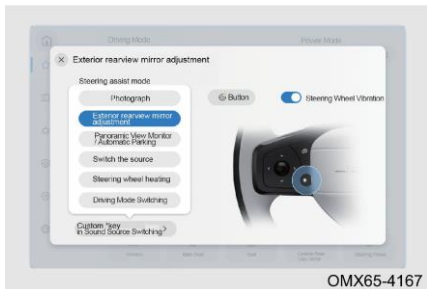 Driving Mode
Power Mode
× Exterior rearview mirror adjustment
Steering assist mode
Photograph
Button
Steering Wheel Vibration
Exterior rearview mirror
adjustment
Panoramic View Monitor
/ Automatic Parking
Switch the source
Steering wheel heating
Driving Mode Switching
Custom "key
in Sound Source Switching" >
OMX65-4167